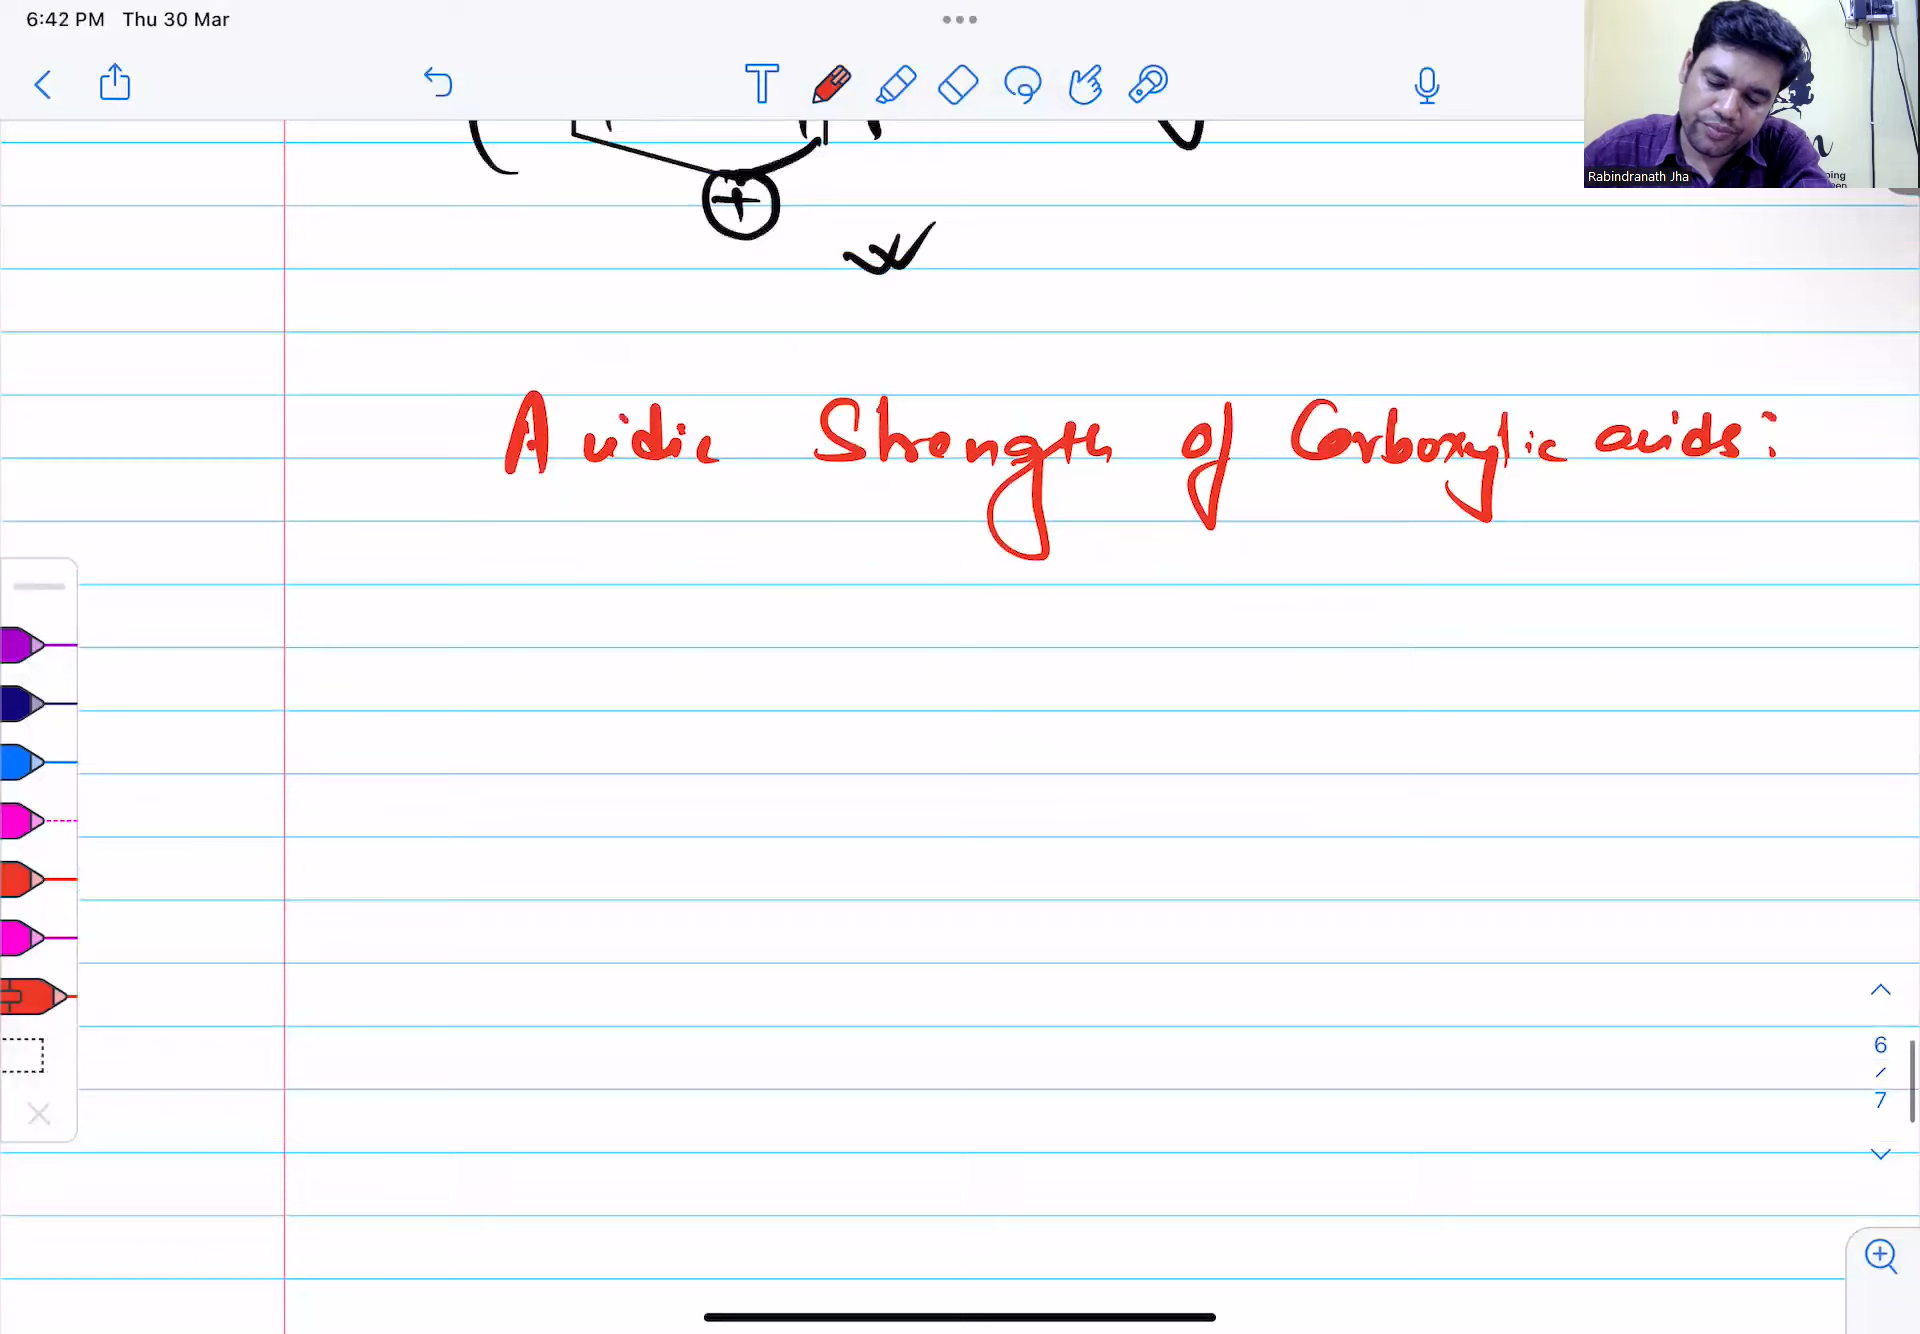 6:42 PM Thu 30 Mar
Rabindranath Jha
+
Acidic Strength of Carboxylic acids:
6
/
7